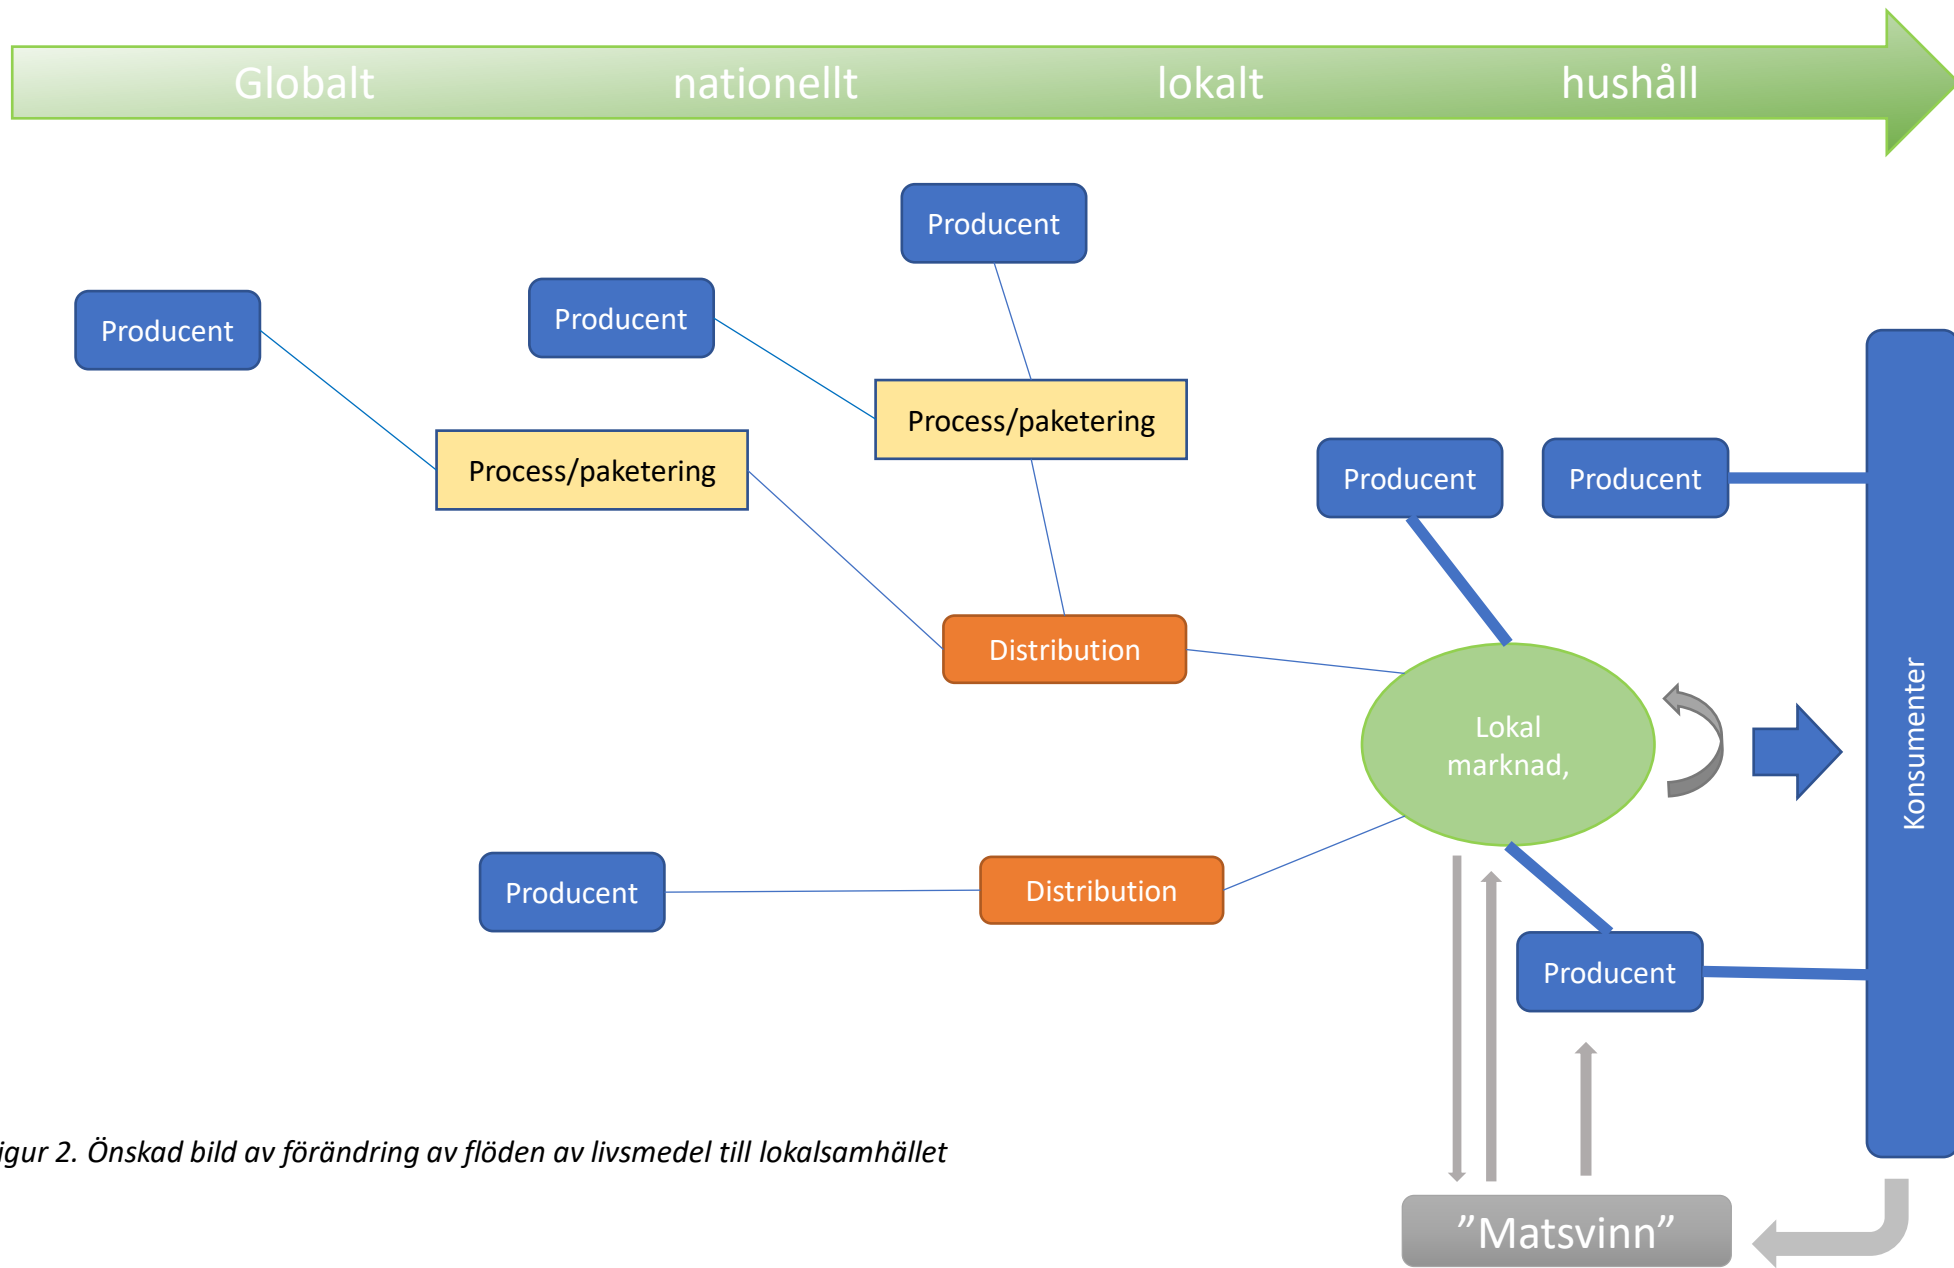 Globalt nationellt lokalt hushåll
Producent
Producent
Producent
Process/paketering
Process/paketering
Producent
Producent
Distribution
Lokal
marknad,
Konsumenter
Producent
Distribution
Producent
igur 2. Önskad bild av förändring av flöden av livsmedel till lokalsamhället
”Matsvinn”